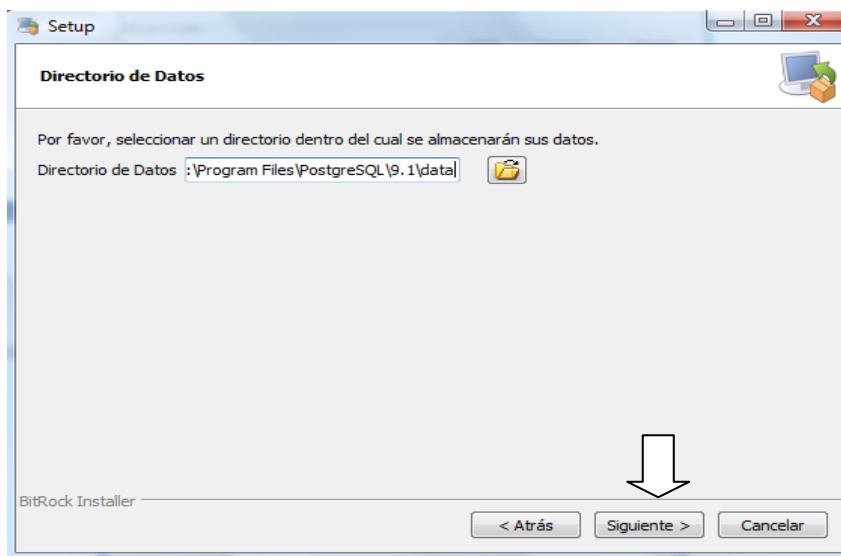 Setup
Directorio de Datos
Por favor, seleccionar un directorio dentro del cual se almacenarán sus datos.
Directorio de Datos :\Program Files\PostgreSQL\9.1\data
BitRock Installer
< Atrás Siguiente > Cancelar